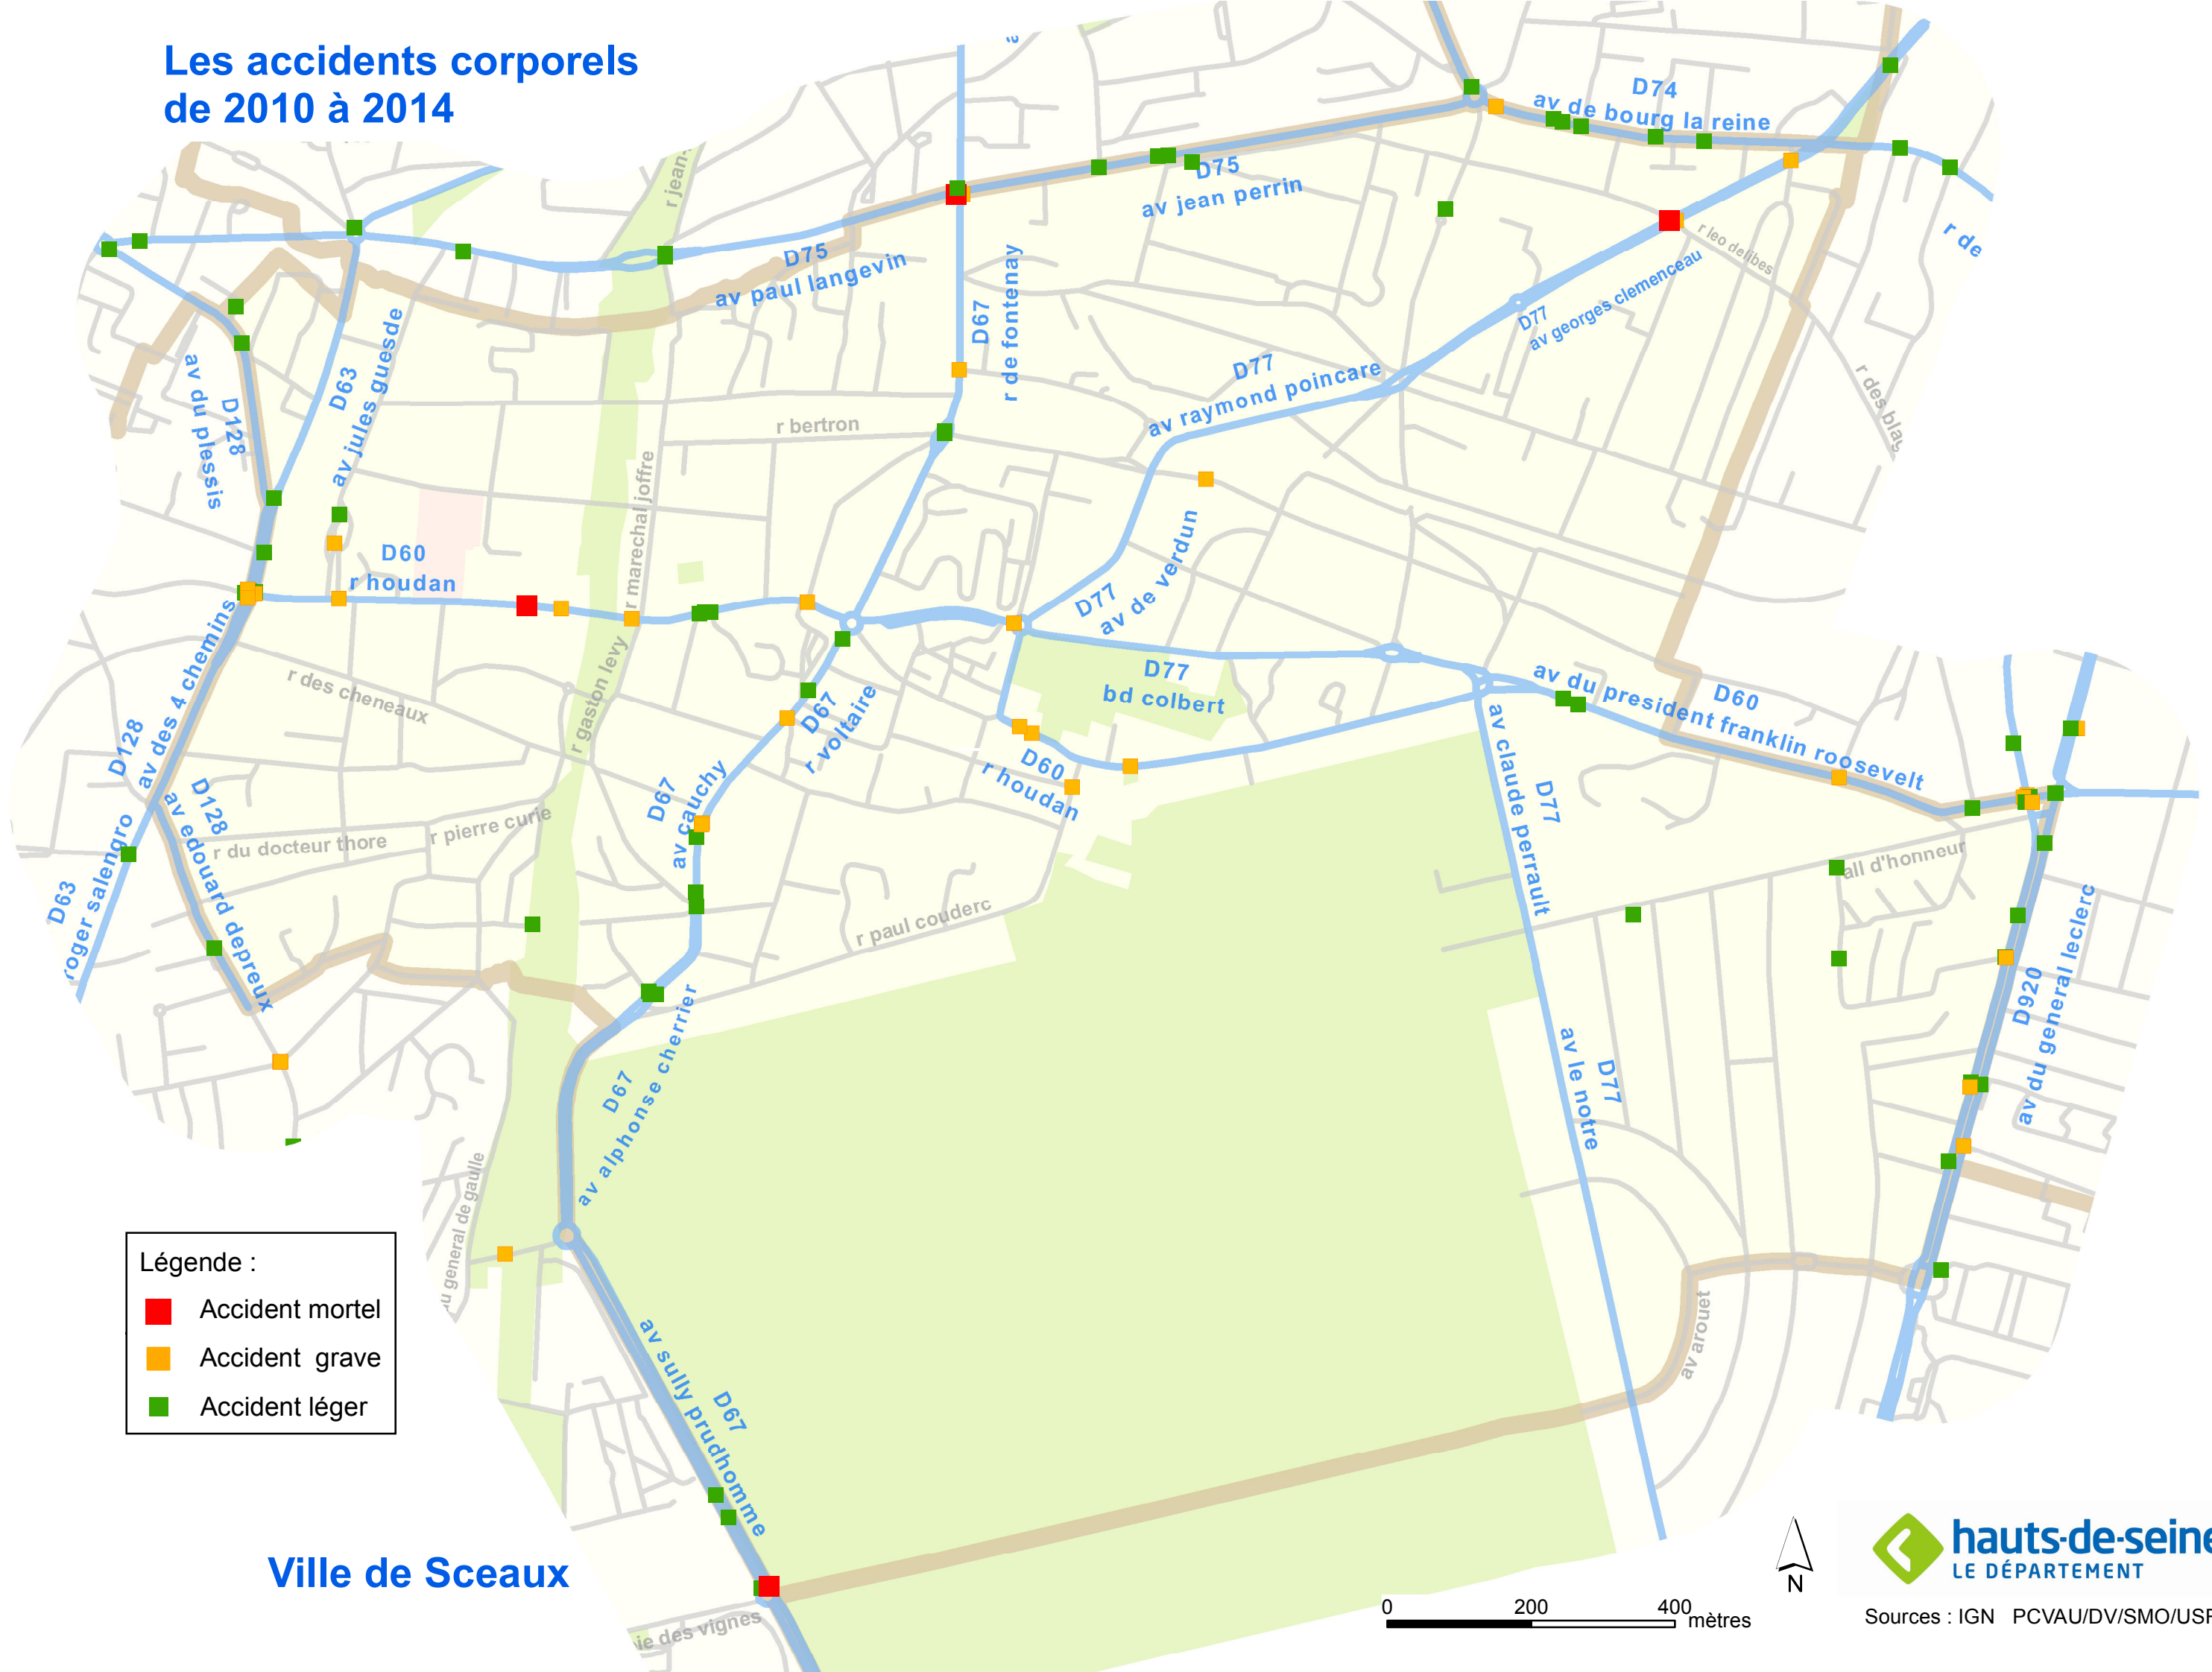 Les accidents corporels
de 2010 à 2014
D74
av de bourg la reine
D75
av jean perrin
r jean-
D75
av paul langevin
D67
r de fontenay
r leo delibes
r de
D77
av georges clemenceau
D77
av raymond poincare
r des blag
av du plessis
D128
D63
av jules guesde
r bertron
r marechal joffre
D60
r houdan
D77
av de verdun
D77
bd colbert
av du president franklin roosevelt
D60
r des cheneaux
r gaston levy
D128
av des 4 chemins
D67
r voltaire
D60
r houdan
D67
av cauchy
av claude perrault
D77
D128
av edouard depreux
r du docteur thore
r pierre curie
all d'honneur
D63
roger salengro
r paul couderc
D920
av du general leclerc
D67
av alphonse cherrier
av le notre
D77
u general de gaulle
av arouet
Légende :
Accident mortel
Accident grave
Accident léger
av sully prudhomme
D67
Ville de Sceaux
ie des vignes
0 200 400 mètres
N
hauts-de-seine
LE DÉPARTEMENT
Sources : IGN PCVAU/DV/SMO/USF